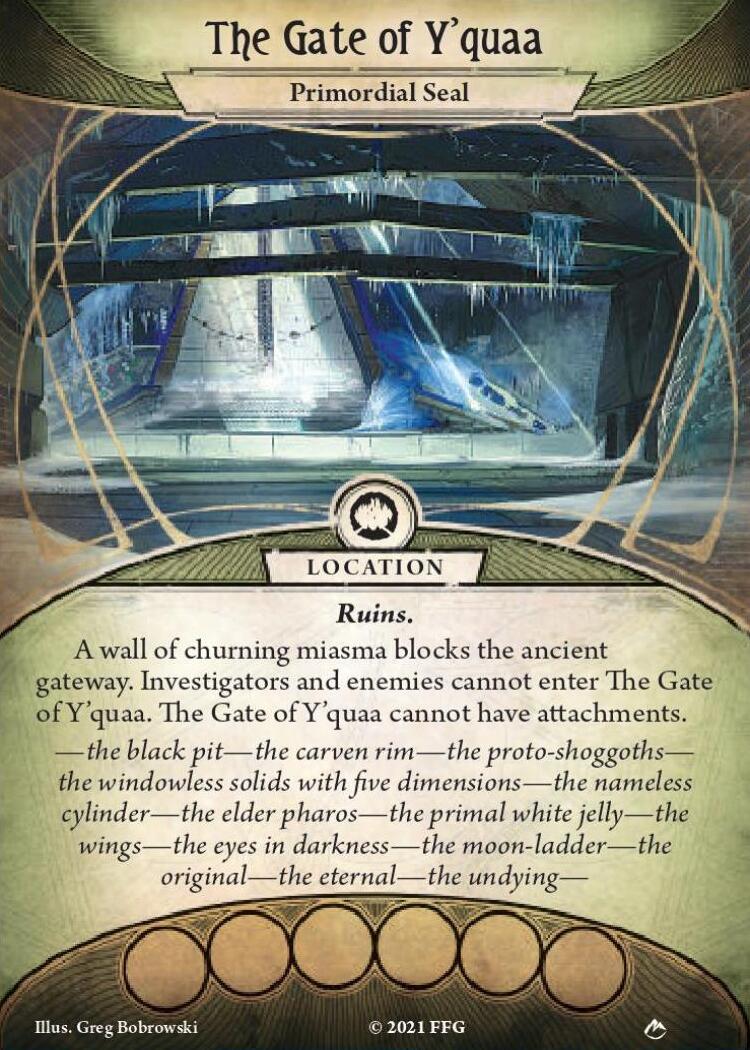 The Gate of Y'quaa
Primordial Seal
LOCATION
Ruins.
A wall of churning miasma blocks the ancient
gateway. Investigators and enemies cannot enter The Gate
of Y'quaa. The Gate of Y'quaa cannot have attachments.
—the black pit—the carven rim—the proto-shoggoths—
the windowless solids with five dimensions—the nameless
cylinder—the elder pharos—the primal white jelly—the
wings—the eyes in darkness—the moon-ladder—the
original—the eternal—the undying—
Illus. Greg Bobrowski
© 2021 FFG